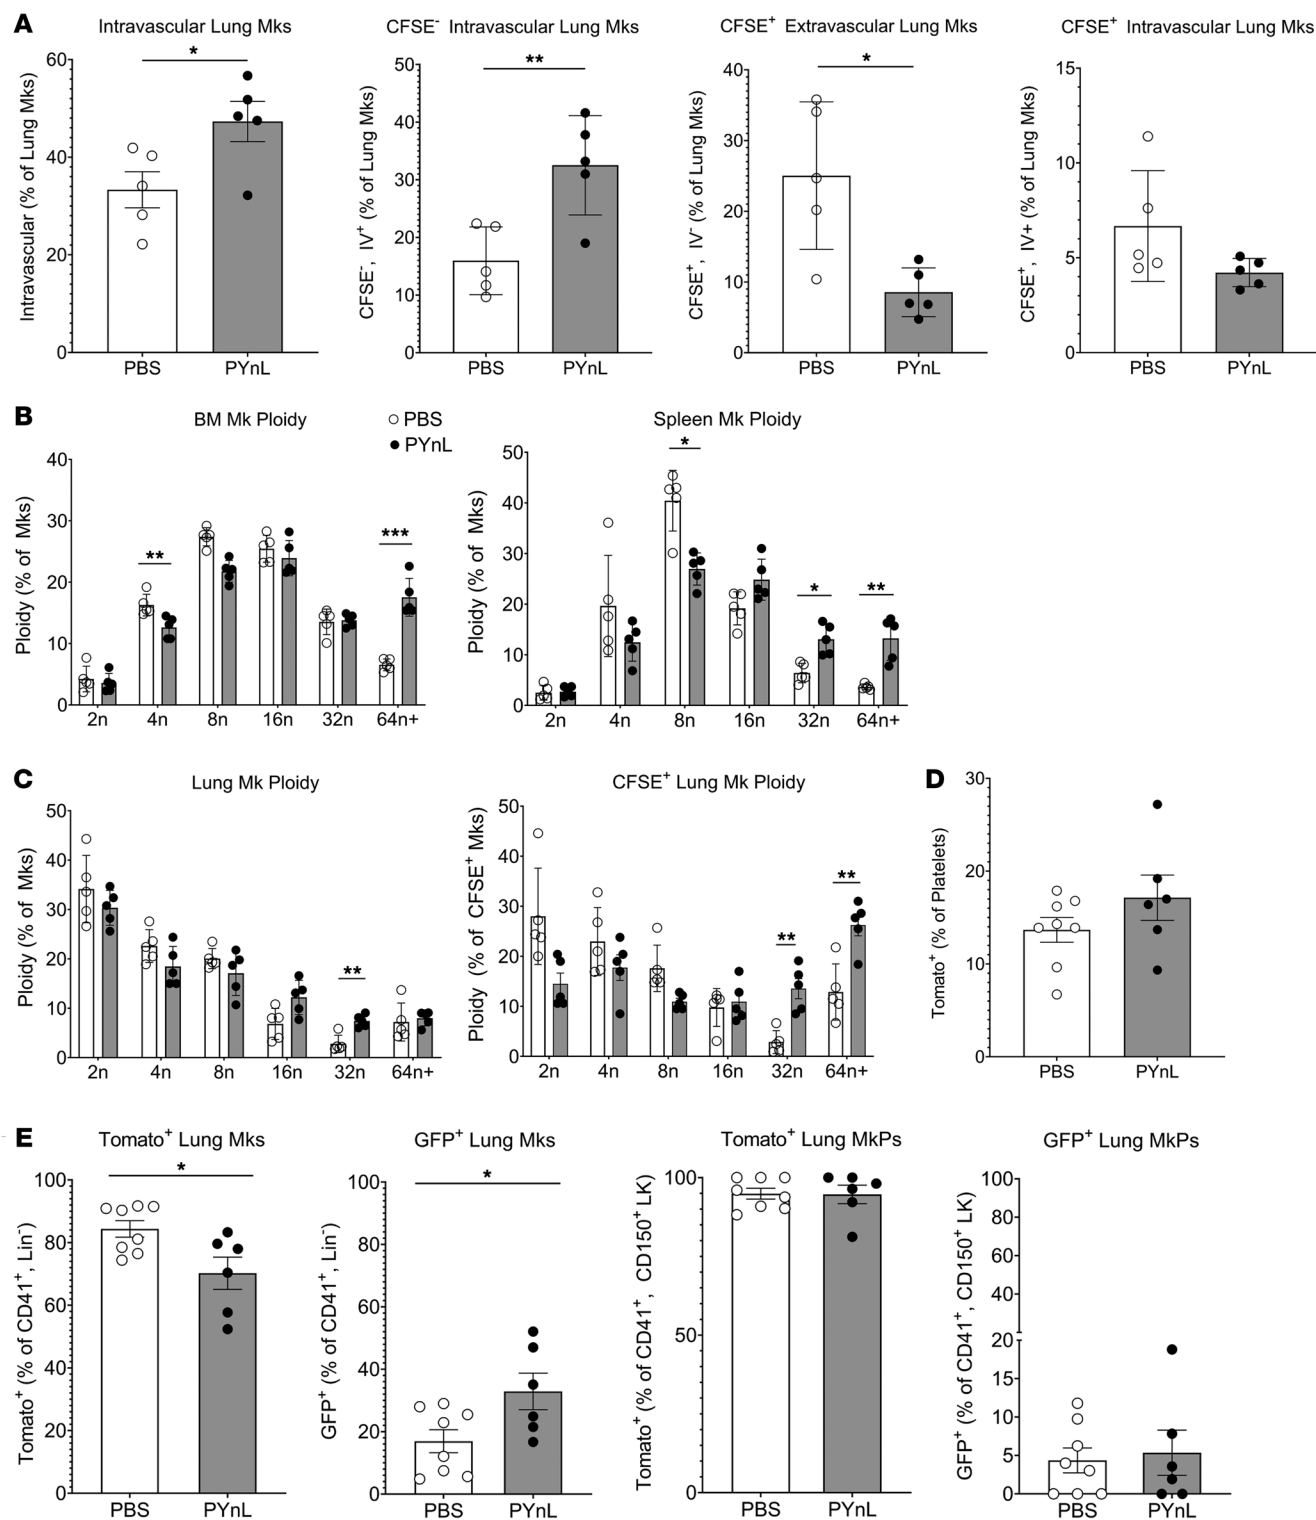 A
Intravascular Lung Mks
Intravascular (% of Lung Mks)
60
40
20
0
*
PBS
PYnL
CFSE- Intravascular Lung Mks
CFSE-, IV+ (% of Lung Mks)
50
40
30
20
10
0
**
PBS
PYnL
CFSE+ Extravascular Lung Mks
CFSE+, IV- (% of Lung Mks)
40
30
20
10
0
*
PBS
PYnL
CFSE+ Intravascular Lung Mks
CFSE+, IV+ (% of Lung Mks)
15
10
5
0
PBS
PYnL
B
BM Mk Ploidy
PBS
PYnL
Ploidy (% of Mks)
40
30
20
10
0
**
***
2n 4n 8n 16n 32n 64n+
Spleen Mk Ploidy
Ploidy (% of Mks)
50
40
30
20
10
0
*
*
**
2n 4n 8n 16n 32n 64n+
C
Lung Mk Ploidy
Ploidy (% of Mks)
50
40
30
20
10
0
**
2n 4n 8n 16n 32n 64n+
CFSE+ Lung Mk Ploidy
Ploidy (% of CFSE+ Mks)
50
40
30
20
10
0
**
**
2n 4n 8n 16n 32n 64n+
D
Tomato+ (% of Platelets)
30
20
10
0
PBS
PYnL
E
Tomato+ Lung Mks
Tomato+ (% of CD41+, Lin-)
100
80
60
40
20
0
*
PBS
PYnL
GFP+ Lung Mks
GFP+ (% of CD41+, Lin-)
100
80
60
40
20
0
*
PBS
PYnL
Tomato+ Lung MkPs
Tomato+ (% of CD41+, CD150+ LK)
100
50
0
PBS
PYnL
GFP+ Lung MkPs
GFP+ (% of CD41+, CD150+ LK)
100
80
60
40
20
15
10
5
0
PBS
PYnL